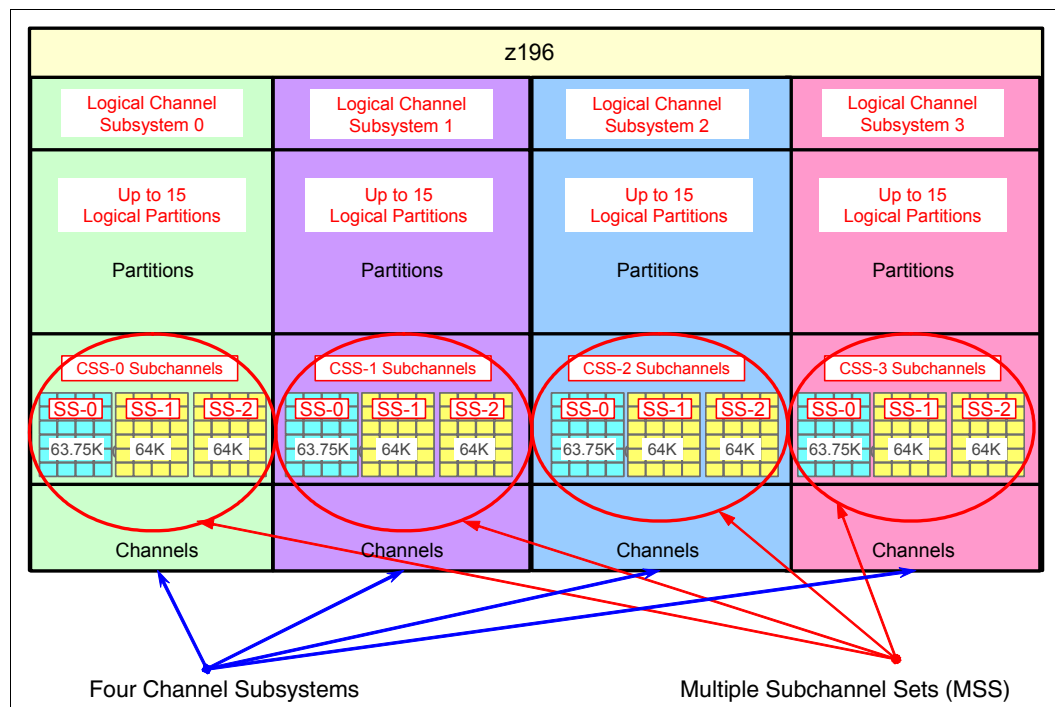 z196
Logical Channel
Subsystem 0
Logical Channel
Subsystem 1
Logical Channel
Subsystem 2
Logical Channel
Subsystem 3
Up to 15
Logical Partitions
Up to 15
Logical Partitions
Up to 15
Logical Partitions
Up to 15
Logical Partitions
Partitions
Partitions
Partitions
Partitions
CSS-0 Subchannels
CSS-1 Subchannels
CSS-2 Subchannels
CSS-3 Subchannels
SS-0 SS-1 SS-2
SS-0 SS-1 SS-2
SS-0 SS-1 SS-2
SS-0 SS-1 SS-2
63.75K 64K 64K
63.75K 64K 64K
63.75K 64K 64K
63.75K 64K 64K
Channels
Channels
Channels
Channels
Four Channel Subsystems
Multiple Subchannel Sets (MSS)